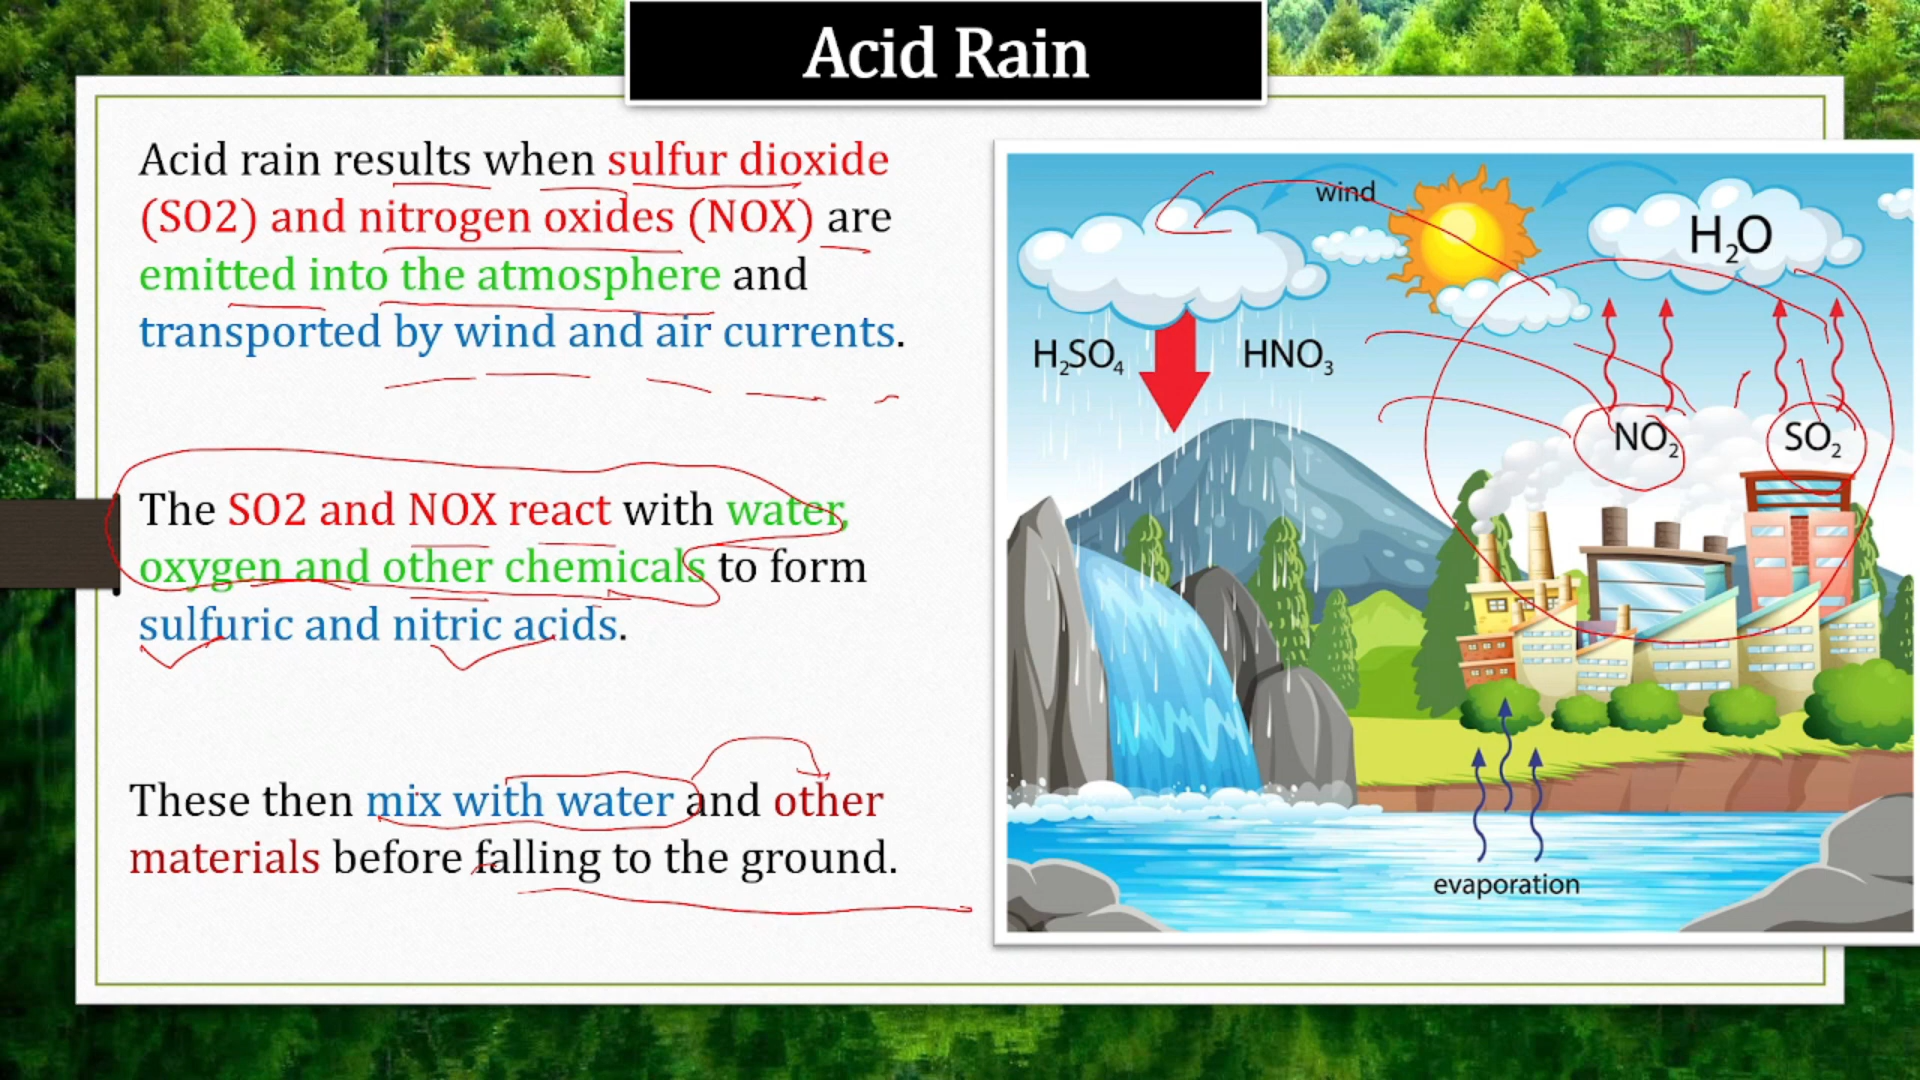 Acid Rain
Acid rain results when sulfur dioxide
(SO2) and nitrogen oxides (NOX) are
emitted into the atmosphere and
transported by wind and air currents.
The SO2 and NOX react with water,
oxygen and other chemicals to form
sulfuric and nitric acids.
These then mix with water and other
materials before falling to the ground.
wind
H₂O
H₂SO₄
HNO₃
NO₂
SO₂
evaporation